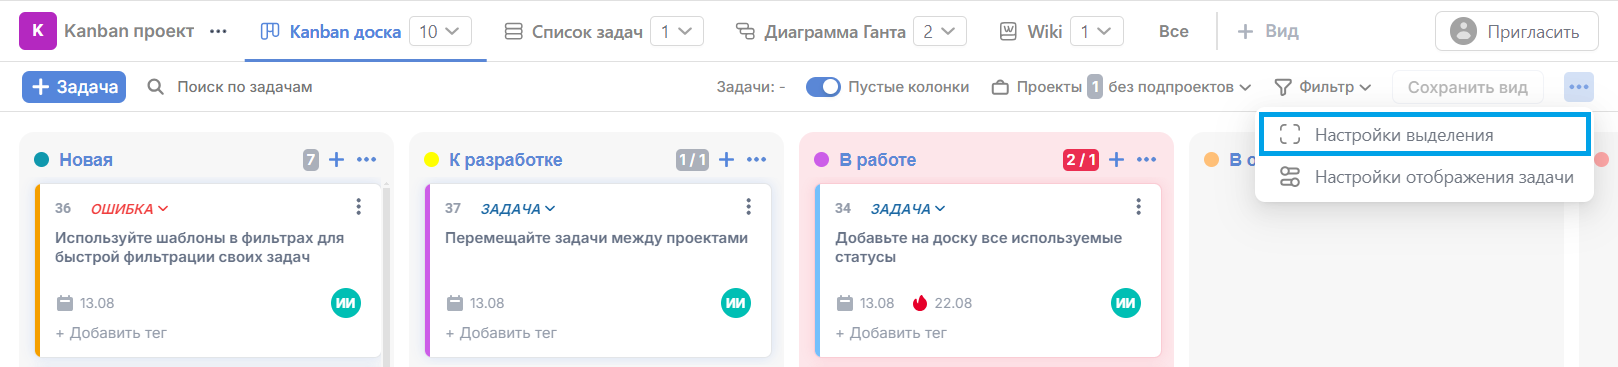 K Kanban проект ••• Kanban доска 10 Список задач 1 Диаграмма Ганта 2 Wiki 1 Все + Вид Пригласить
+ Задача Поиск по задачам Задачи: - Пустые колонки Проекты 1 без подпроектов Фильтр Сохранить вид •••
Настройки выделения
Настройки отображения задачи
Новая 7 + •••
36 ОШИБКА
Используйте шаблоны в фильтрах для
быстрой фильтрации своих задач
13.08 ИИ
+ Добавить тег
К разработке 1 / 1 + •••
37 ЗАДАЧА
Перемещайте задачи между проектами
13.08 ИИ
+ Добавить тег
В работе 2 / 1 + •••
34 ЗАДАЧА
Добавьте на доску все используемые
статусы
13.08 22.08 ИИ
+ Добавить тег